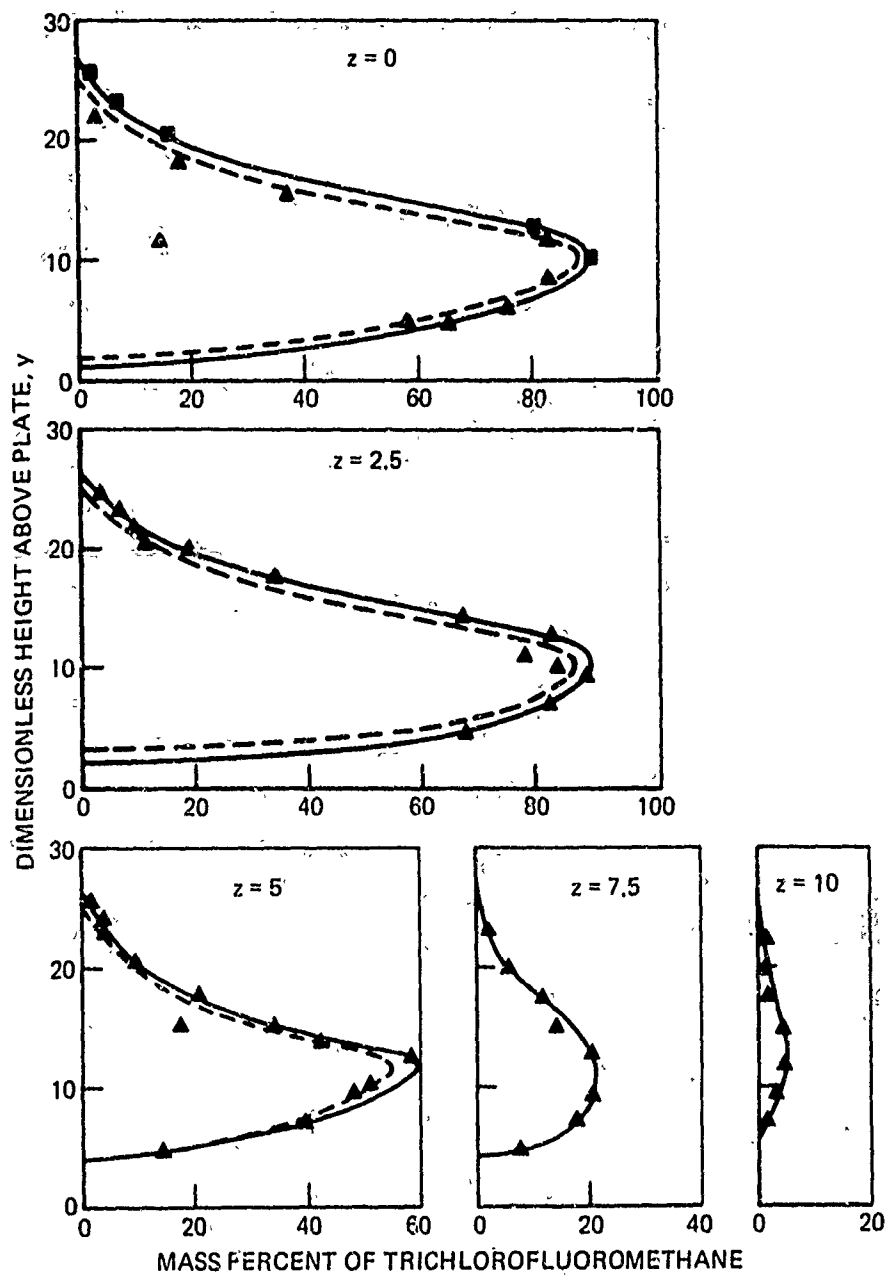 DIMENSIONLESS HEIGHT ABOVE PLATE, y
30
20
10
0
z = 0
0 20 40 60 80 100
30
20
10
0
z = 2.5
0 20 40 60 80 100
30
20
10
0
z = 5
0 20 40 60
z = 7.5
0 20 40
z = 10
0 20
MASS PERCENT OF TRICHLOROFLUOROMETHANE